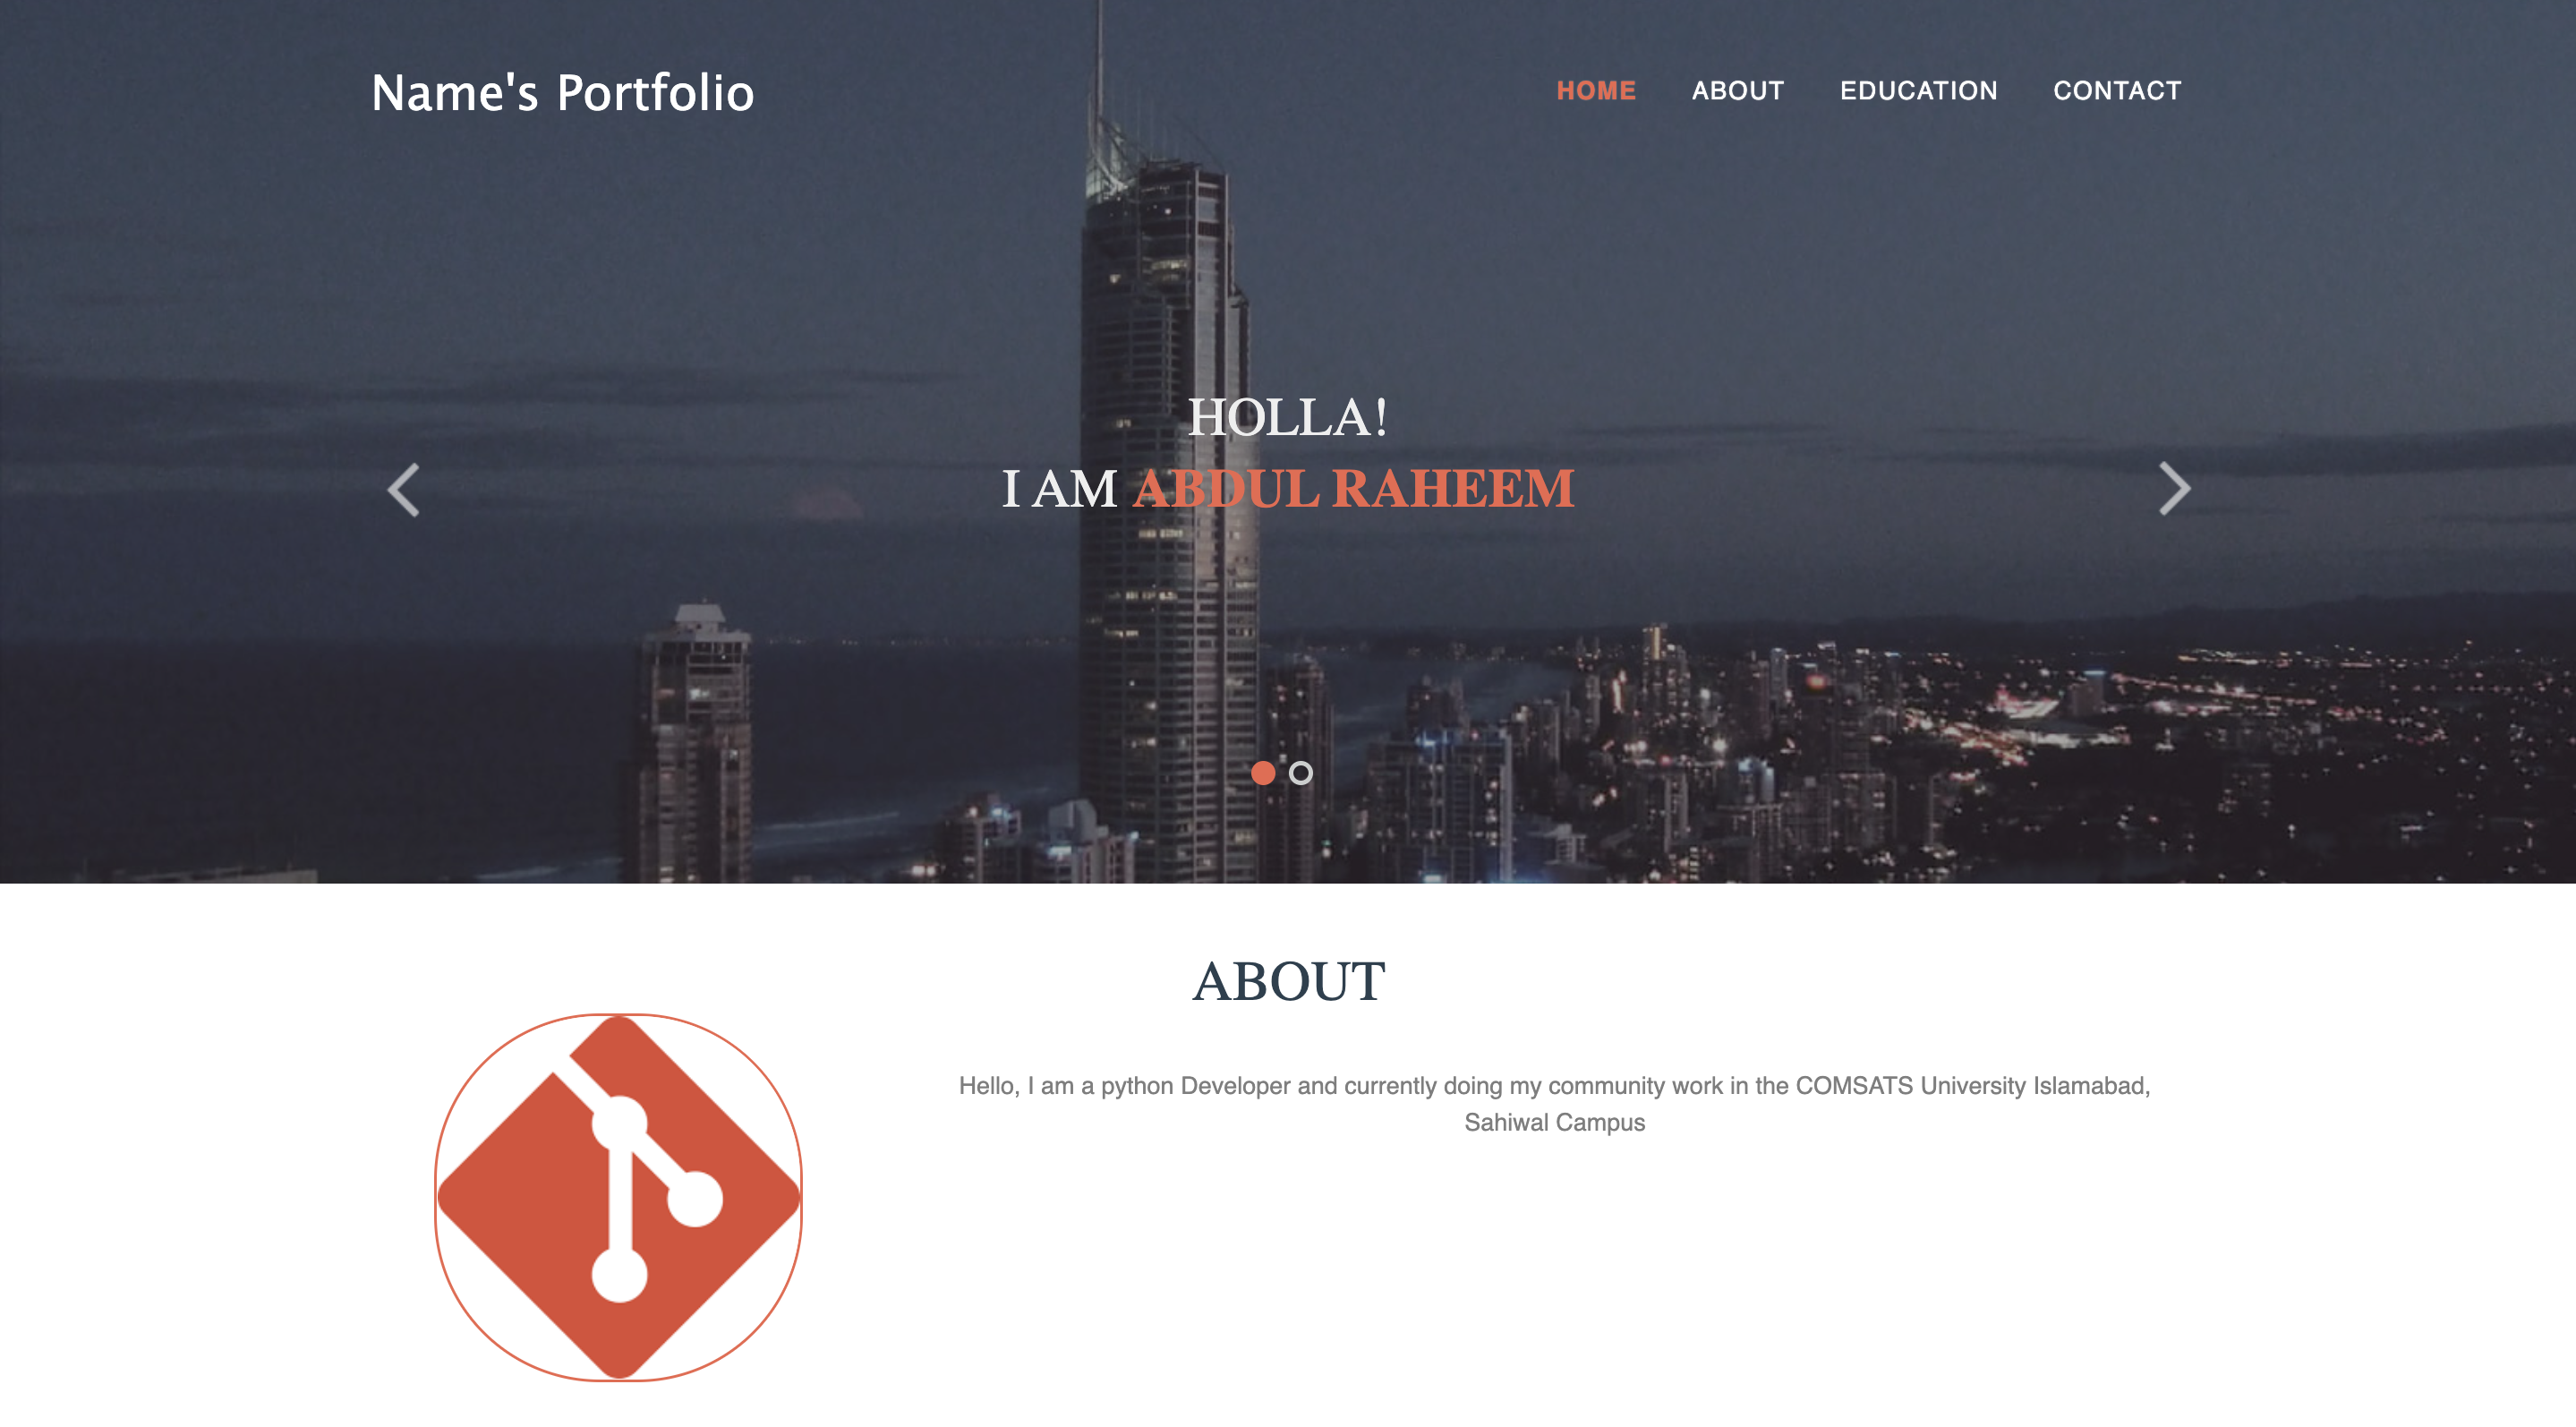 Name's Portfolio
HOME ABOUT EDUCATION CONTACT
HOLLA!
I AM ABDUL RAHEEM
ABOUT
Hello, I am a python Developer and currently doing my community work in the COMSATS University Islamabad,
Sahiwal Campus